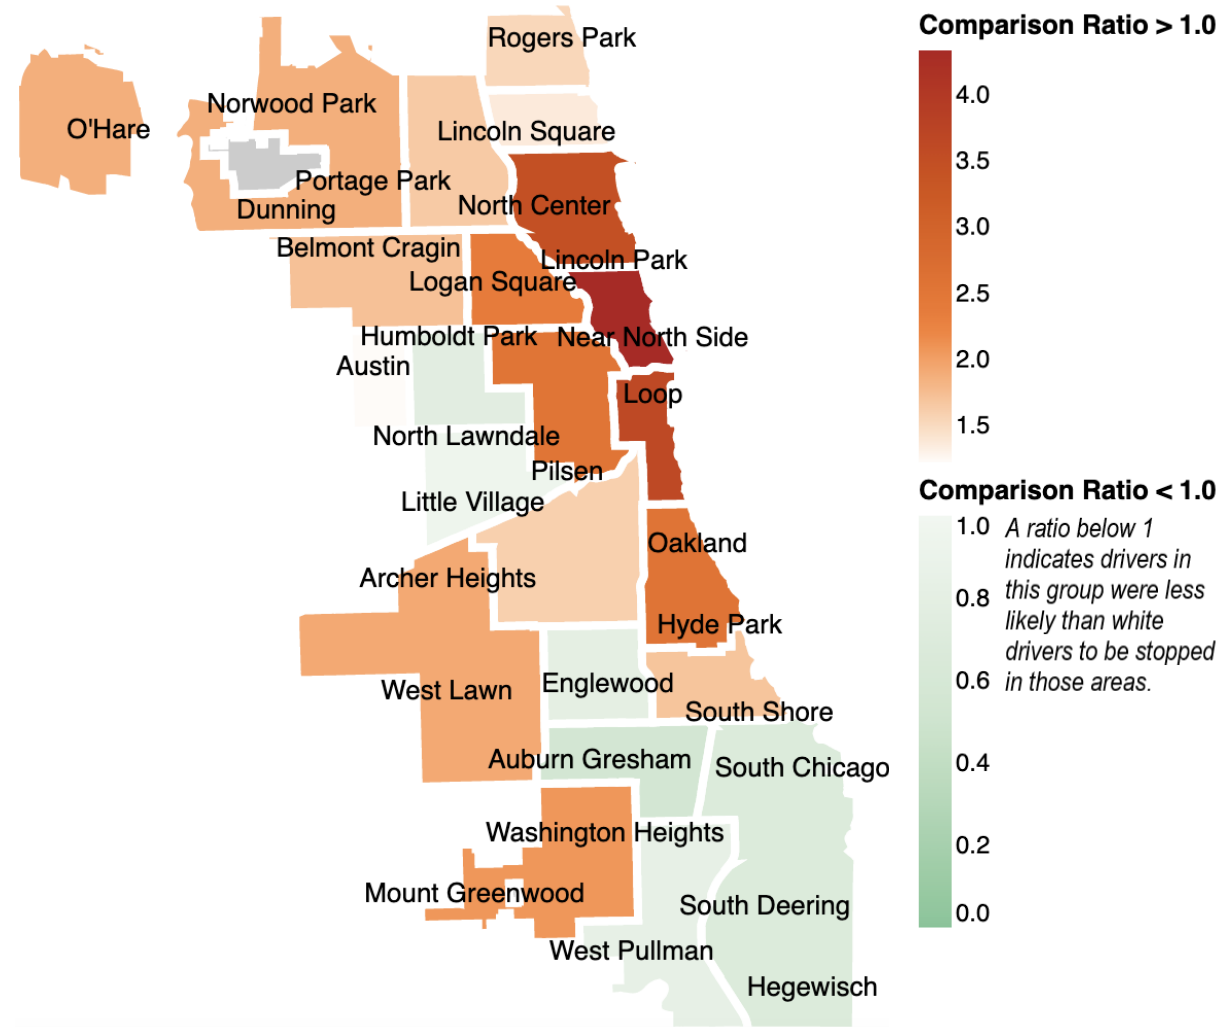 Comparison Ratio > 1.0
Rogers Park
4.0
Norwood Park
O'Hare
Lincoln Square
3.5
Portage Park
North Center
Dunning
3.0
Belmont Cragin
Lincoln Park
Logan Square
2.5
Humboldt Park
Near North Side
2.0
Austin
Loop
1.5
North Lawndale
Pilsen
Little Village
Comparison Ratio < 1.0
1.0
A ratio below 1
indicates drivers in
this group were less
likely than white
drivers to be stopped
in those areas.
Oakland
Archer Heights
0.8
Hyde Park
West Lawn
Englewood
0.6
South Shore
Auburn Gresham
South Chicago
0.4
Washington Heights
0.2
Mount Greenwood
South Deering
0.0
West Pullman
Hegewisch